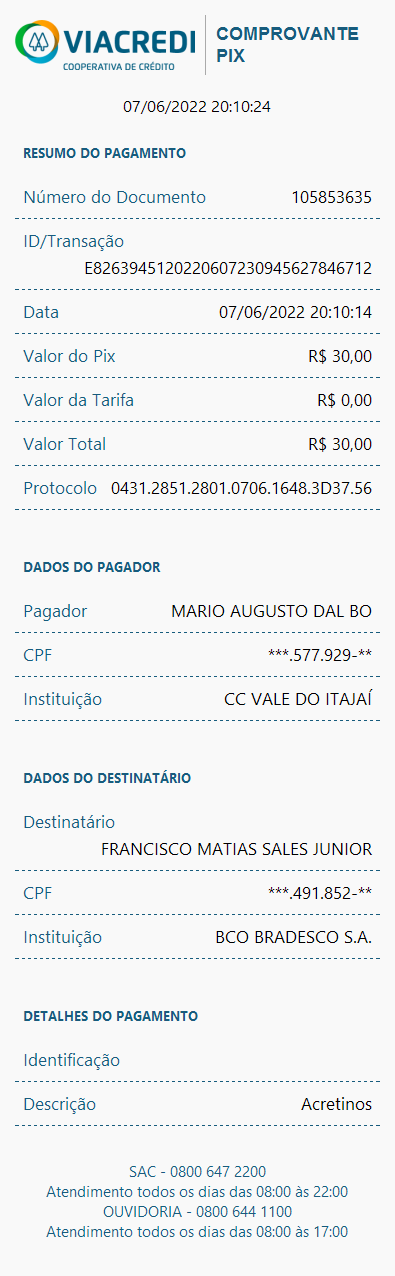 VIACREDI
COOPERATIVA DE CRÉDITO
COMPROVANTE
PIX
07/06/2022 20:10:24
RESUMO DO PAGAMENTO
Número do Documento 105853635
ID/Transação
E82639451202206072309456278467​12
Data 07/06/2022 20:10:14
Valor do Pix R$ 30,00
Valor da Tarifa R$ 0,00
Valor Total R$ 30,00
Protocolo 0431.2851.2801.0706.1648.3D37.56
DADOS DO PAGADOR
Pagador MARIO AUGUSTO DAL BO
CPF ***.577.929-**
Instituição CC VALE DO ITAJAÍ
DADOS DO DESTINATÁRIO
Destinatário
FRANCISCO MATIAS SALES JUNIOR
CPF ***.491.852-**
Instituição BCO BRADESCO S.A.
DETALHES DO PAGAMENTO
Identificação
Descrição Acretinos
SAC - 0800 647 2200
Atendimento todos os dias das 08:00 às 22:00
OUVIDORIA - 0800 644 1100
Atendimento todos os dias das 08:00 às 17:00